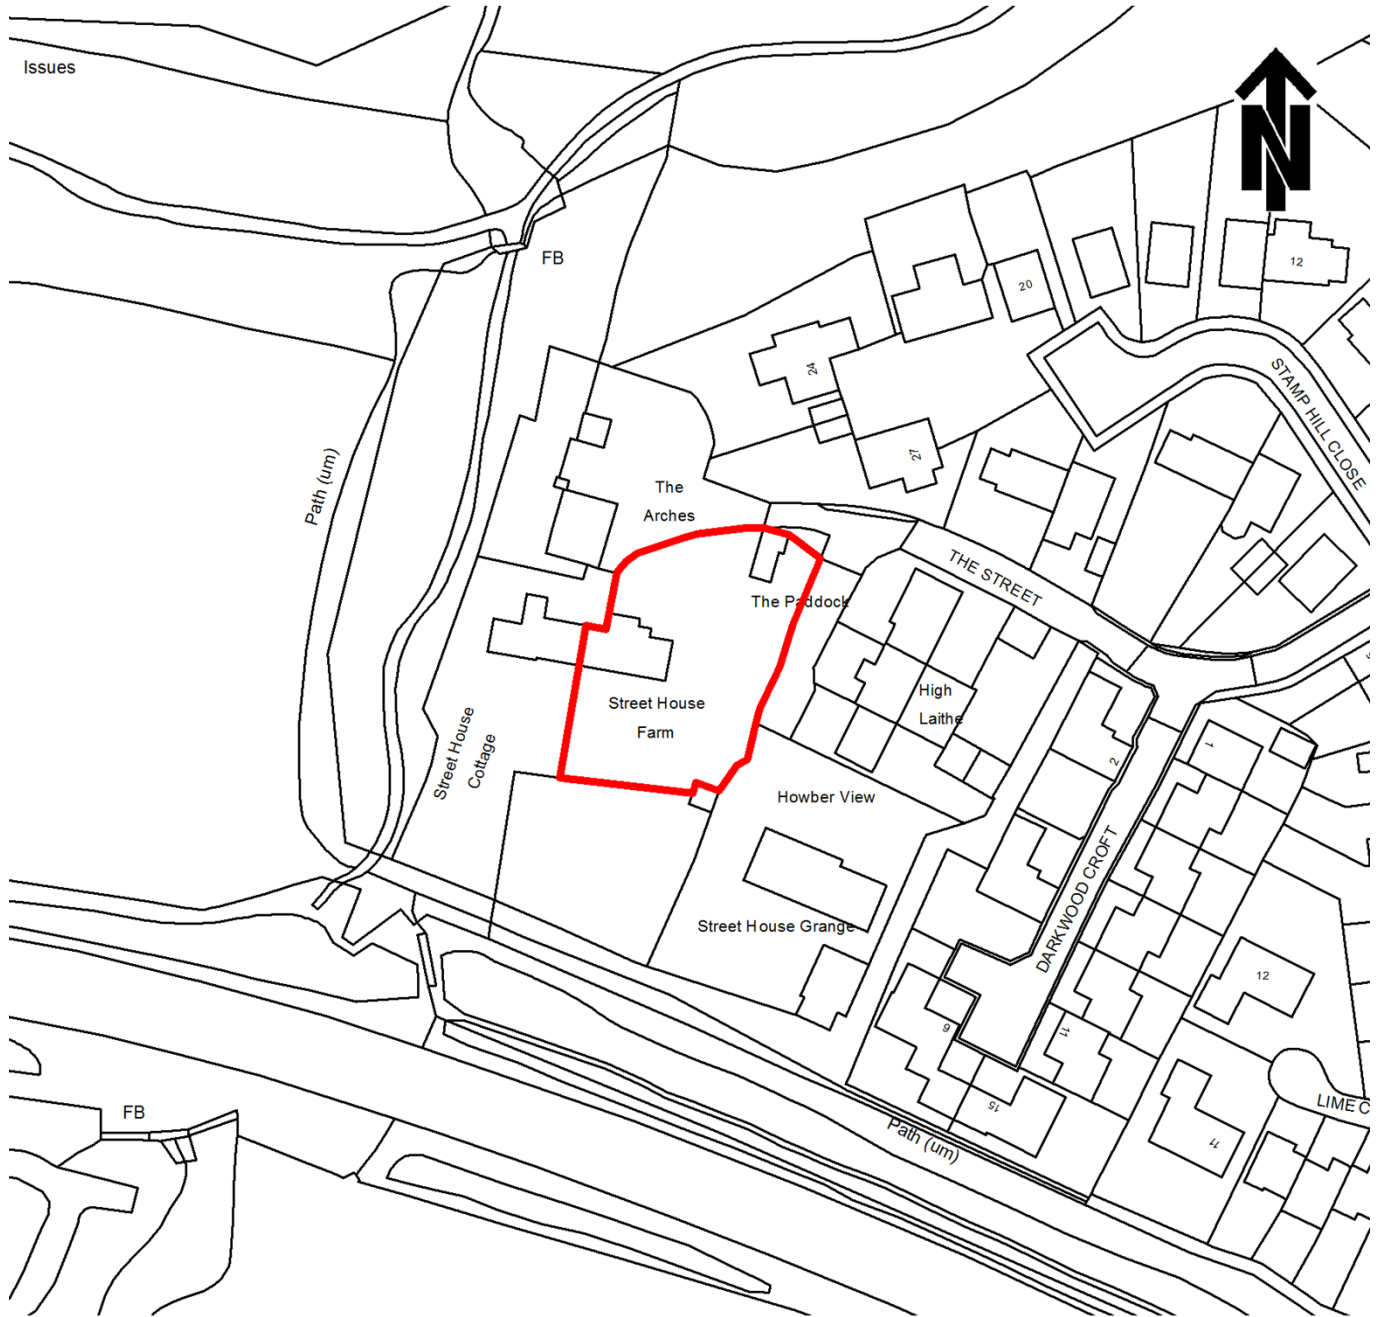 Issues
N
FB
12
20
24
STAMP HILL CLOSE
27
Path (um)
The
Arches
THE STREET
The Paddock
High
Laithe
Street House
Farm
Street House
Cottage
1
2
Howber View
DARKWOOD CROFT
Street House Grange
12
9
11
FB
15
LIME C
Path (um)
11